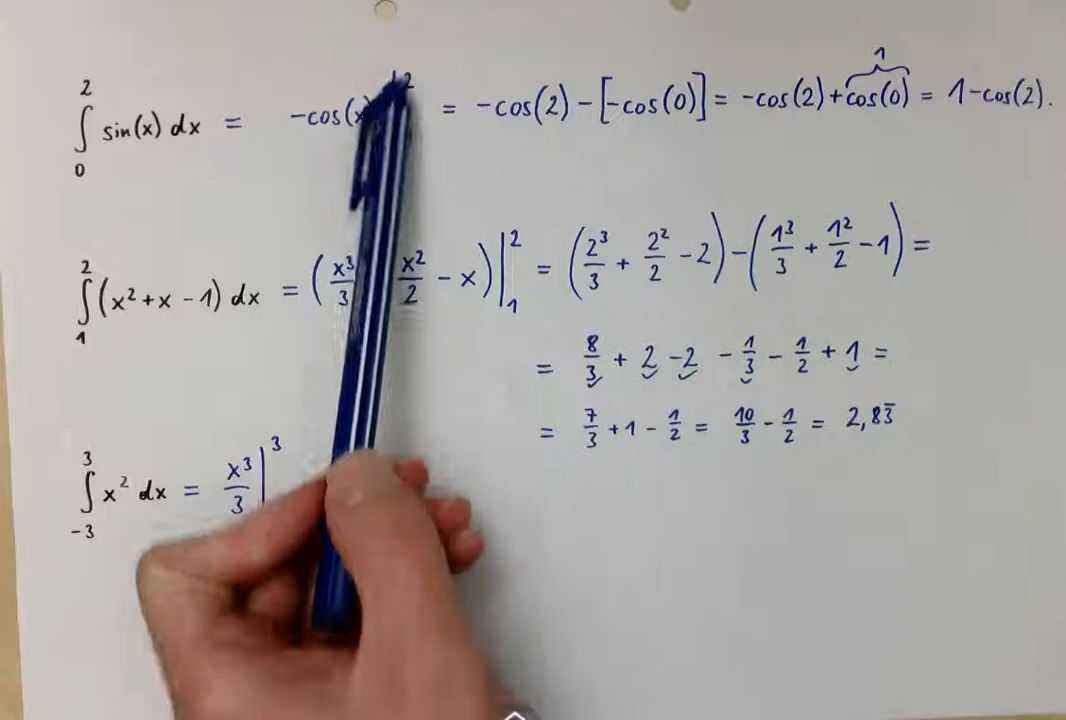 ∫₀² sin(x) dx = -cos(x) ² = -cos(2) - [-cos(0)] = -cos(2) + cos(0) = 1 - cos(2).
1
∫₁² (x² + x - 1) dx = (x³/3 x²/2 - x)|₁² = (2³/3 + 2²/2 - 2) - (1³/3 + 1²/2 - 1) =
= 8/3 + 2 - 2 - 1/3 - 1/2 + 1 =
= 7/3 + 1 - 1/2 = 10/3 - 1/2 = 2,83̅
∫₋₃³ x² dx = x³/3 |³